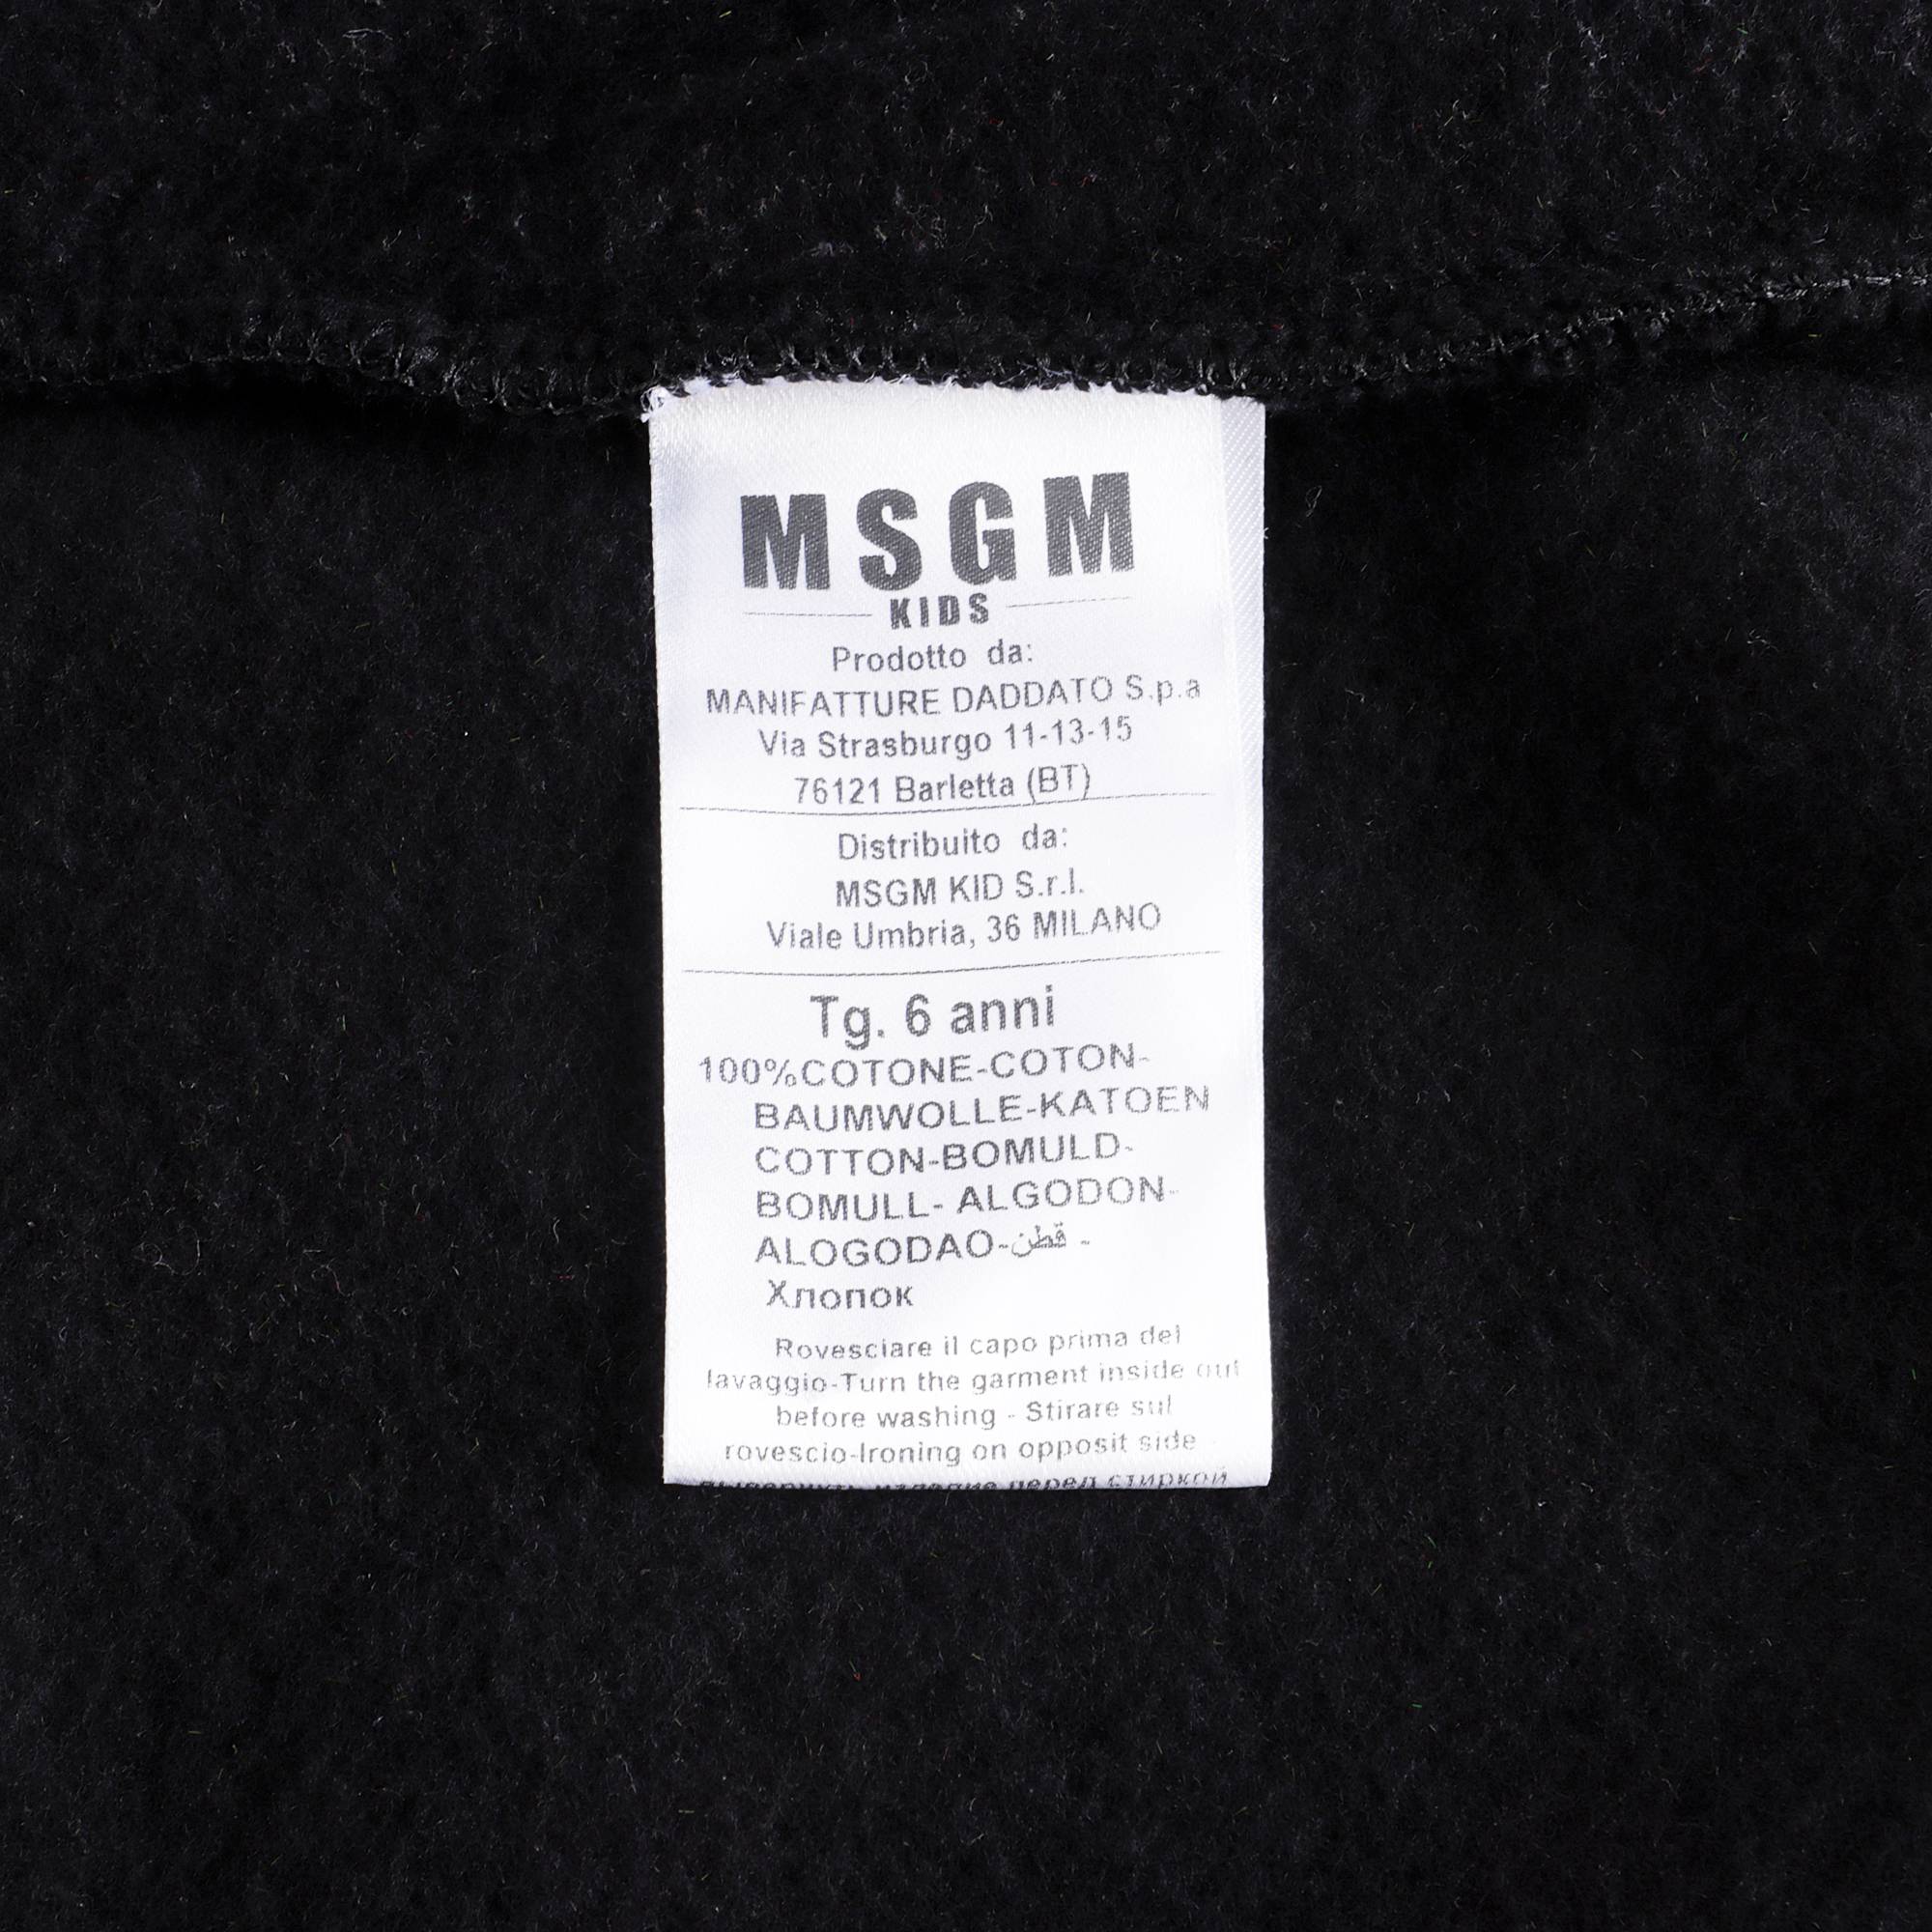 MSGM
KIDS
Prodotto da:
MANIFATTURE DADDATO S.p.a
Via Strasburgo 11-13-15
76121 Barletta (BT)
Distribuito da:
MSGM KID S.r.l.
Viale Umbria, 36 MILANO
Tg. 6 anni
100%COTONE-COTON-
BAUMWOLLE-KATOEN
COTTON-BOMULD-
BOMULL- ALGODON-
ALOGODAO-قطن -
Хлопок
Rovesciare il capo prima del
lavaggio-Turn the garment inside out
before washing - Stirare sul
rovescio-Ironing on opposit side
изделие перед стиркой